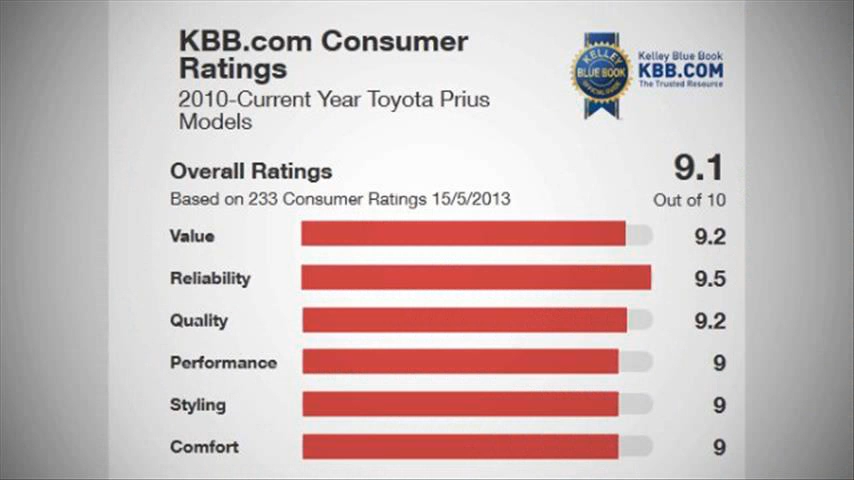 KBB.com Consumer
Ratings
2010-Current Year Toyota Prius
Models
KELLEY
BLUE BOOK
Kelley Blue Book
KBB.COM
The Trusted Resource
Overall Ratings
9.1
Based on 233 Consumer Ratings 15/5/2013
Out of 10
Value 9.2
Reliability 9.5
Quality 9.2
Performance 9
Styling 9
Comfort 9